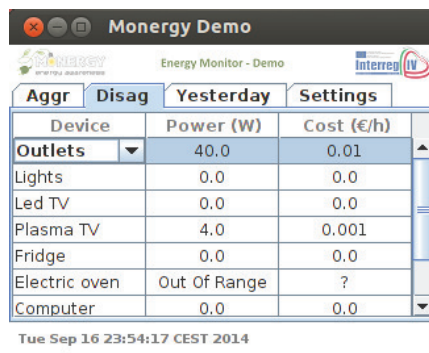 Monergy Demo
MONERGY Energy Monitor - Demo Interreg IV
energy awareness
Aggr Disag Yesterday Settings
Device Power (W) Cost (€/h)
Outlets 40.0 0.01
Lights 0.0 0.0
Led TV 0.0 0.0
Plasma TV 4.0 0.001
Fridge 0.0 0.0
Electric oven Out Of Range ?
Computer 0.0 0.0
Tue Sep 16 23:54:17 CEST 2014